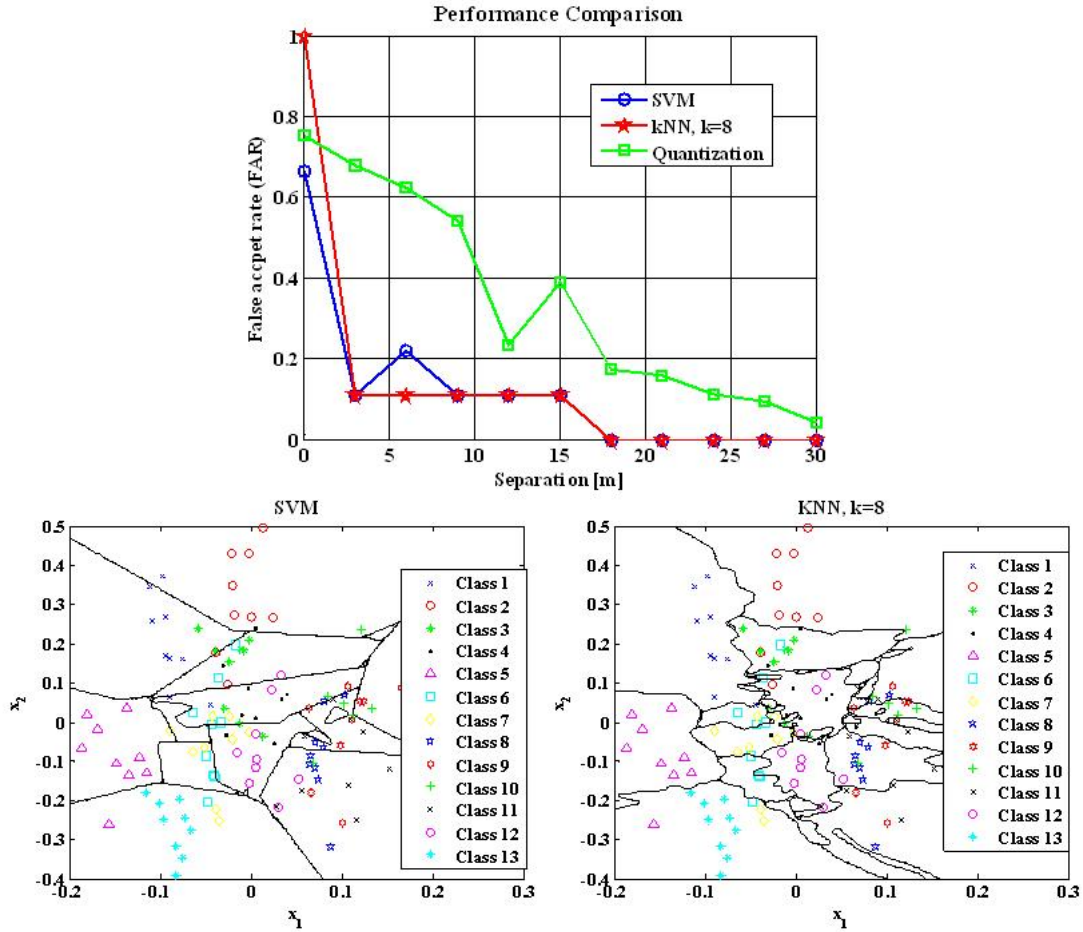 Performance Comparison
1
0.8
0.6
0.4
0.2
0
False accpet rate (FAR)
SVM
kNN, k=8
Quantization
0 5 10 15 20 25 30
Separation [m]
SVM
0.5
0.4
0.3
0.2
0.1
0
-0.1
-0.2
-0.3
-0.4
x2
Class 1
Class 2
Class 3
Class 4
Class 5
Class 6
Class 7
Class 8
Class 9
Class 10
Class 11
Class 12
Class 13
-0.2 -0.1 0 0.1 0.2 0.3
x1
KNN, k=8
0.5
0.4
0.3
0.2
0.1
0
-0.1
-0.2
-0.3
-0.4
x2
Class 1
Class 2
Class 3
Class 4
Class 5
Class 6
Class 7
Class 8
Class 9
Class 10
Class 11
Class 12
Class 13
-0.2 -0.1 0 0.1 0.2 0.3
x1